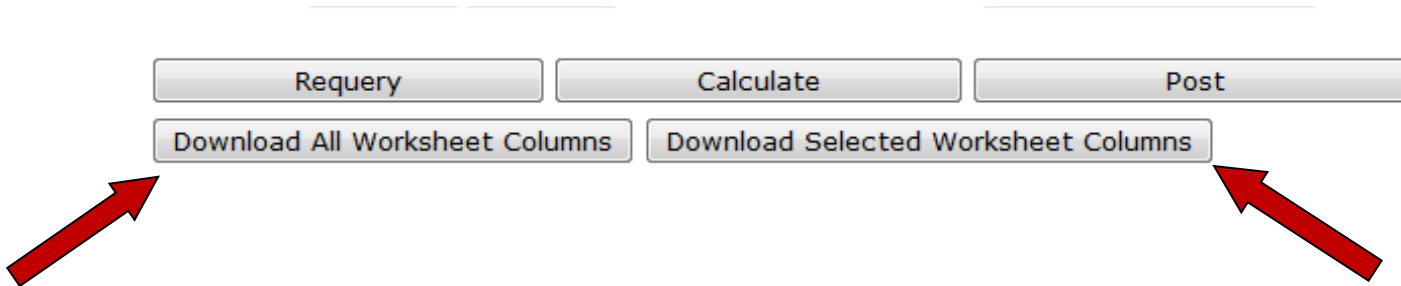 Requery Calculate Post
Download All Worksheet Columns Download Selected Worksheet Columns